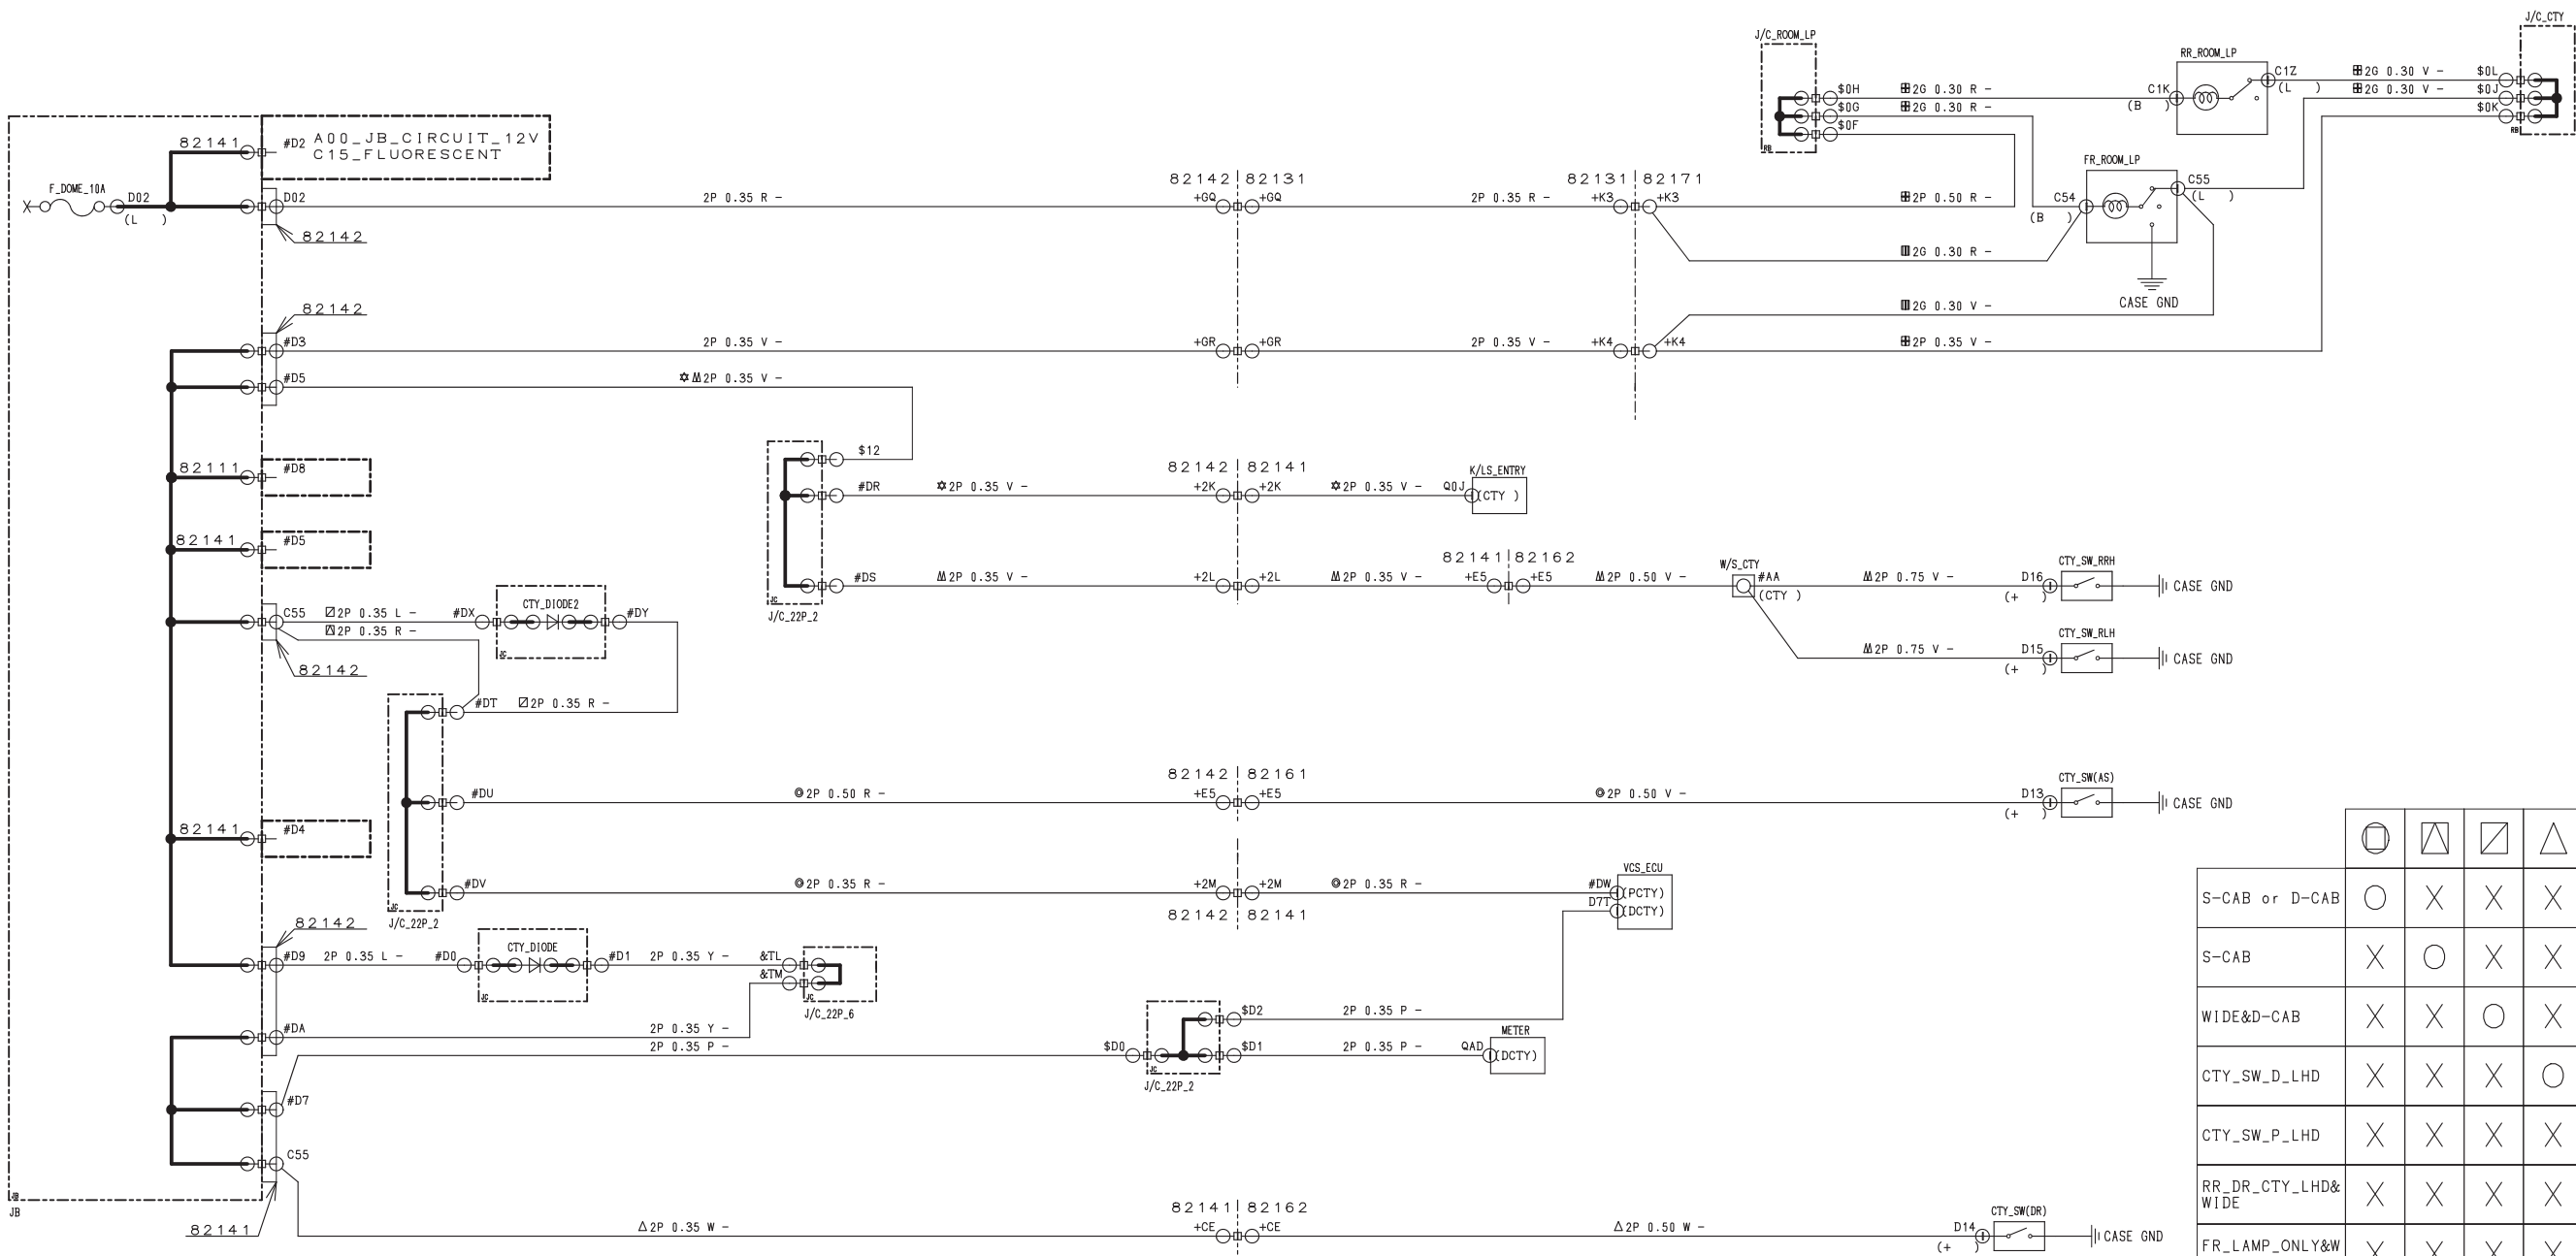 J/C_CTY
J/C_ROOM_LP
RR_ROOM_LP
$0H 2G 0.30 R - C1K
(B )
C1Z
(L )
2G 0.30 V - $0L
$0G 2G 0.30 R -
2G 0.30 V - $0J
$0F
$0K
RB
RB
82141 #D2 A00_JB_CIRCUIT_12V
C15_FLUORESCENT
F_DOME_10A
D02
(L )
D02
82142
2P 0.35 R -
82142 82131
+GQ +GQ
2P 0.35 R -
82131 82171
+K3 +K3
2P 0.50 R -
FR_ROOM_LP
C54
(B )
C55
(L )
2G 0.30 R -
CASE GND
82142
2G 0.30 V -
#D3 2P 0.35 V - +GR +GR 2P 0.35 V - +K4 +K4 2P 0.35 V -
#D5 2P 0.35 V -
$12
82111 #D8
82142 82141
K/LS_ENTRY
#DR 2P 0.35 V - +2K +2K 2P 0.35 V - Q0J (CTY )
82141 #D5
82141 82162
#DS 2P 0.35 V - +2L +2L 2P 0.35 V - +E5 +E5 2P 0.50 V -
W/S_CTY
#AA
(CTY )
2P 0.75 V - D16
(+ )
CTY_SW_RRH
CASE GND
JC
J/C_22P_2
C55 2P 0.35 L - #DX CTY_DIODE2 #DY
2P 0.35 R -
JC
82142
2P 0.75 V - D15
(+ )
CTY_SW_RLH
CASE GND
#DT 2P 0.35 R -
82142 82161
#DU 2P 0.50 R - +E5 +E5 2P 0.50 V - D13
(+ )
CTY_SW(AS)
CASE GND
82141 #D4
VCS_ECU
#DV 2P 0.35 R - +2M +2M 2P 0.35 R - #DW (PCTY)
D7T (DCTY)
82142 82141
JC
J/C_22P_2
82142
#D9 2P 0.35 L - #D0 CTY_DIODE #D1 2P 0.35 Y - &TL
&TM
JC
JC
J/C_22P_6
#DA 2P 0.35 Y -
2P 0.35 P - $D0
$D2 2P 0.35 P -
$D1 2P 0.35 P - QAD (DCTY)
METER
JC
J/C_22P_2
#D7
C55
JB
JB
82141
2P 0.35 W -
82141 82162
+CE +CE
2P 0.50 W - D14
(+ )
CTY_SW(DR)
CASE GND
S-CAB or D-CAB
S-CAB
WIDE&D-CAB
CTY_SW_D_LHD
CTY_SW_P_LHD
RR_DR_CTY_LHD&
WIDE
FR_LAMP_ONLY&W